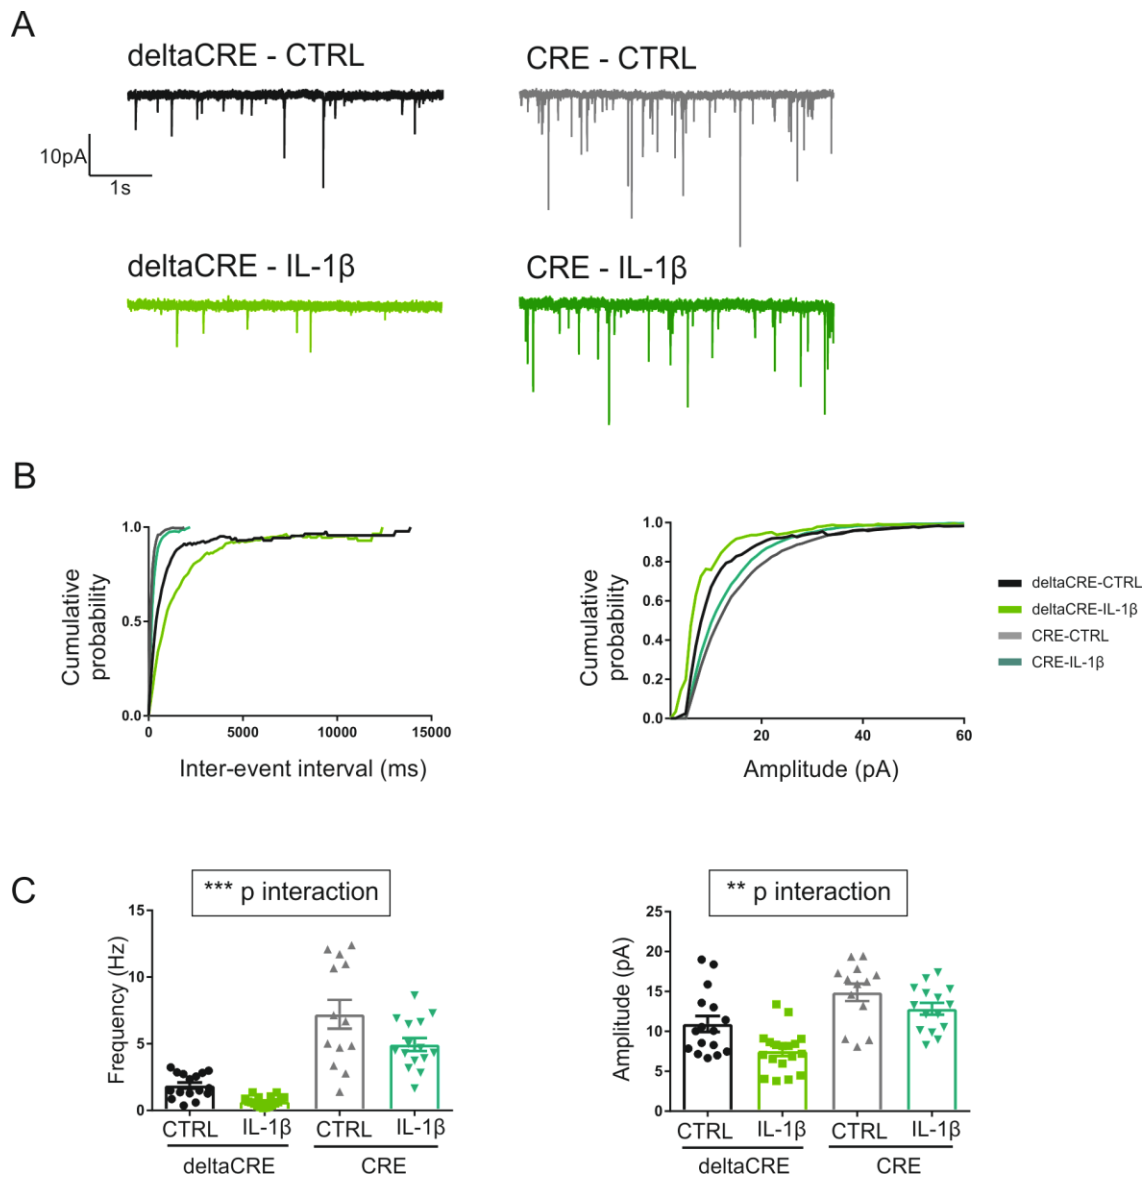 A
deltaCRE - CTRL
CRE - CTRL
10pA
1s
deltaCRE - IL-1β
CRE - IL-1β
B
Cumulative
probability
1.0
0.5
0.0
0
5000
10000
15000
Inter-event interval (ms)
Cumulative
probability
1.0
0.8
0.6
0.4
0.2
0.0
20
40
60
Amplitude (pA)
deltaCRE-CTRL
deltaCRE-IL-1β
CRE-CTRL
CRE-IL-1β
C
*** p interaction
Frequency (Hz)
15
10
5
0
CTRL
IL-1β
CTRL
IL-1β
deltaCRE
CRE
** p interaction
Amplitude (pA)
25
20
15
10
5
0
CTRL
IL-1β
CTRL
IL-1β
deltaCRE
CRE